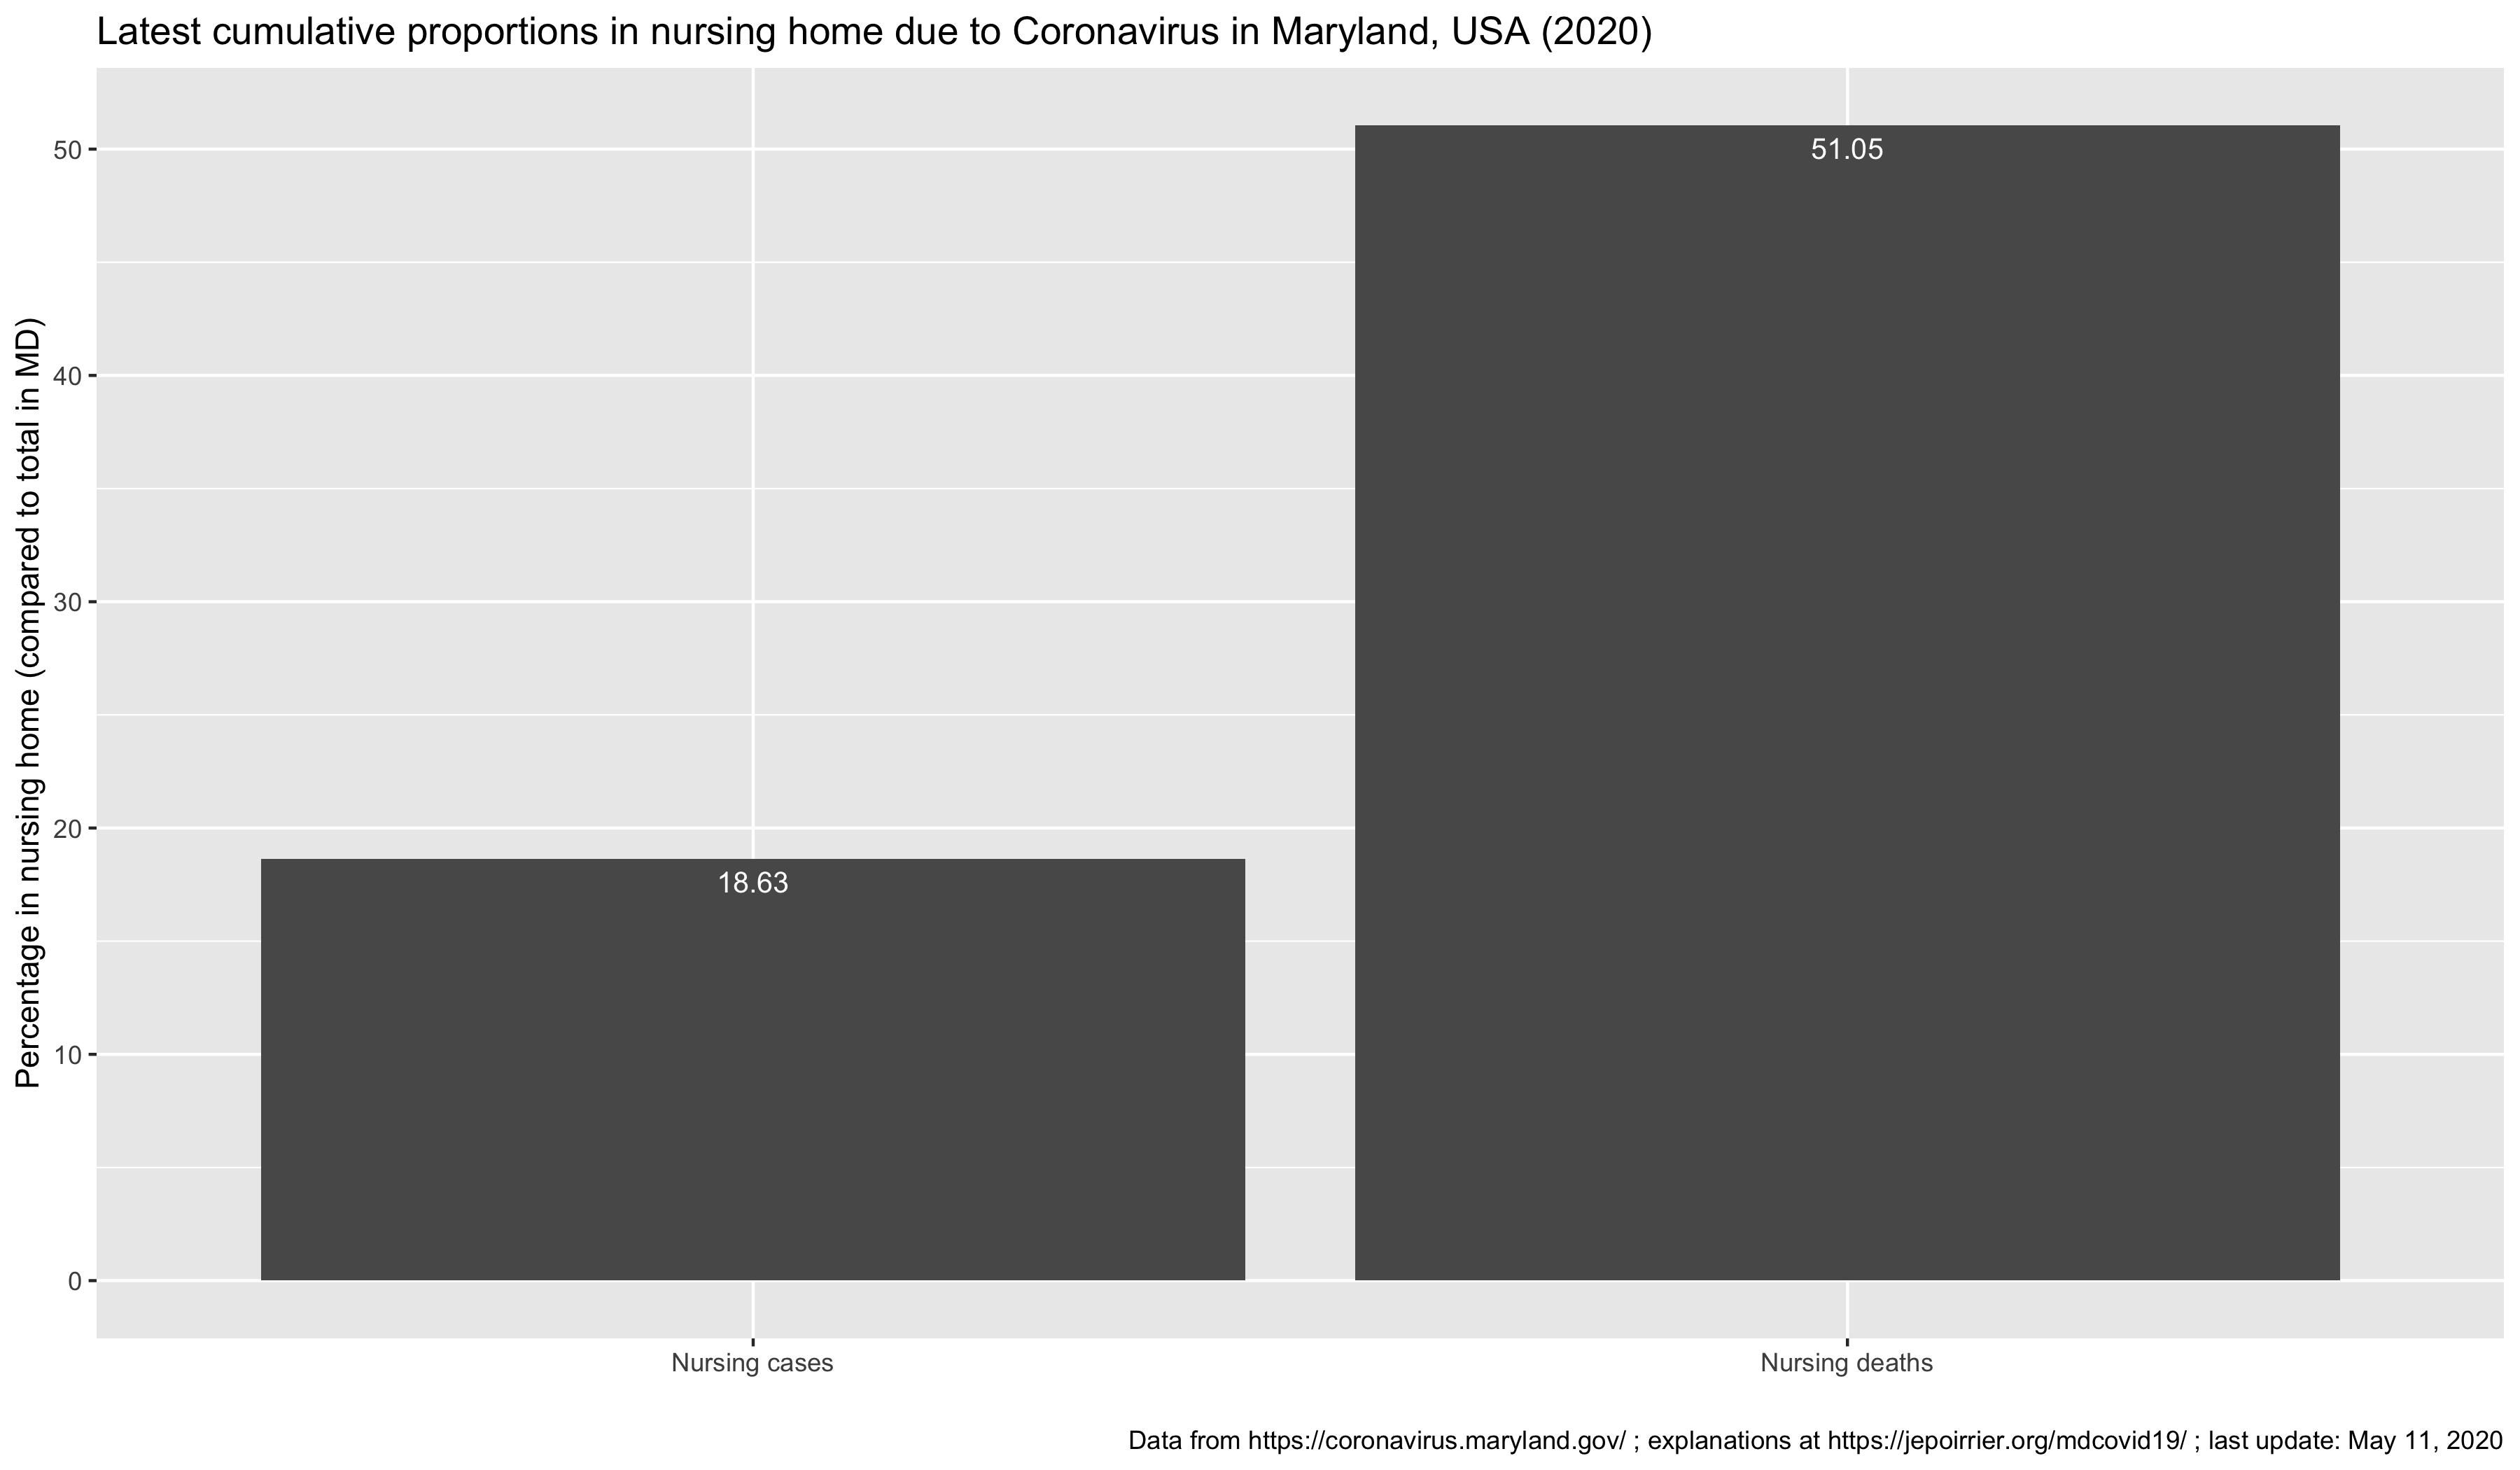 Latest cumulative proportions in nursing home due to Coronavirus in Maryland, USA (2020)
Percentage in nursing home (compared to total in MD)
50
40
30
20
10
0
51.05
18.63
Nursing cases
Nursing deaths
Data from https://coronavirus.maryland.gov/ ; explanations at https://jepoirrier.org/mdcovid19/ ; last update: May 11, 2020